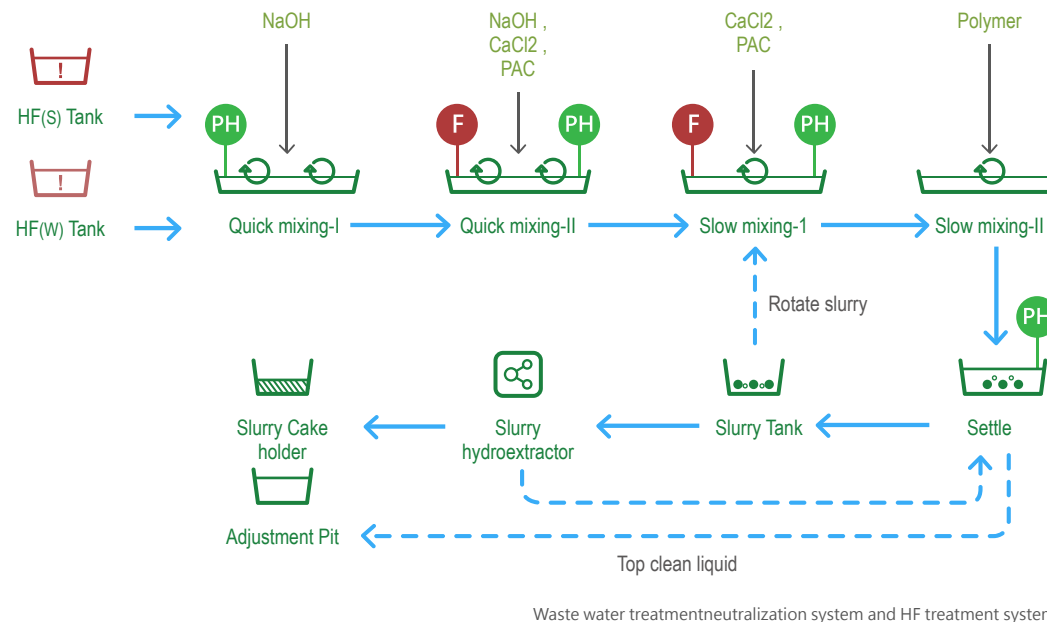 NaOH
NaOH ,
CaCl2 ,
PAC
CaCl2 ,
PAC
Polymer
!
HF(S) Tank
PH
F
PH
F
PH
!
HF(W) Tank
Quick mixing-I
Quick mixing-II
Slow mixing-1
Slow mixing-II
Rotate slurry
PH
Slurry Cake
holder
Slurry
hydroextractor
Slurry Tank
Settle
Adjustment Pit
Top clean liquid
Waste water treatmentneutralization system and HF treatment system